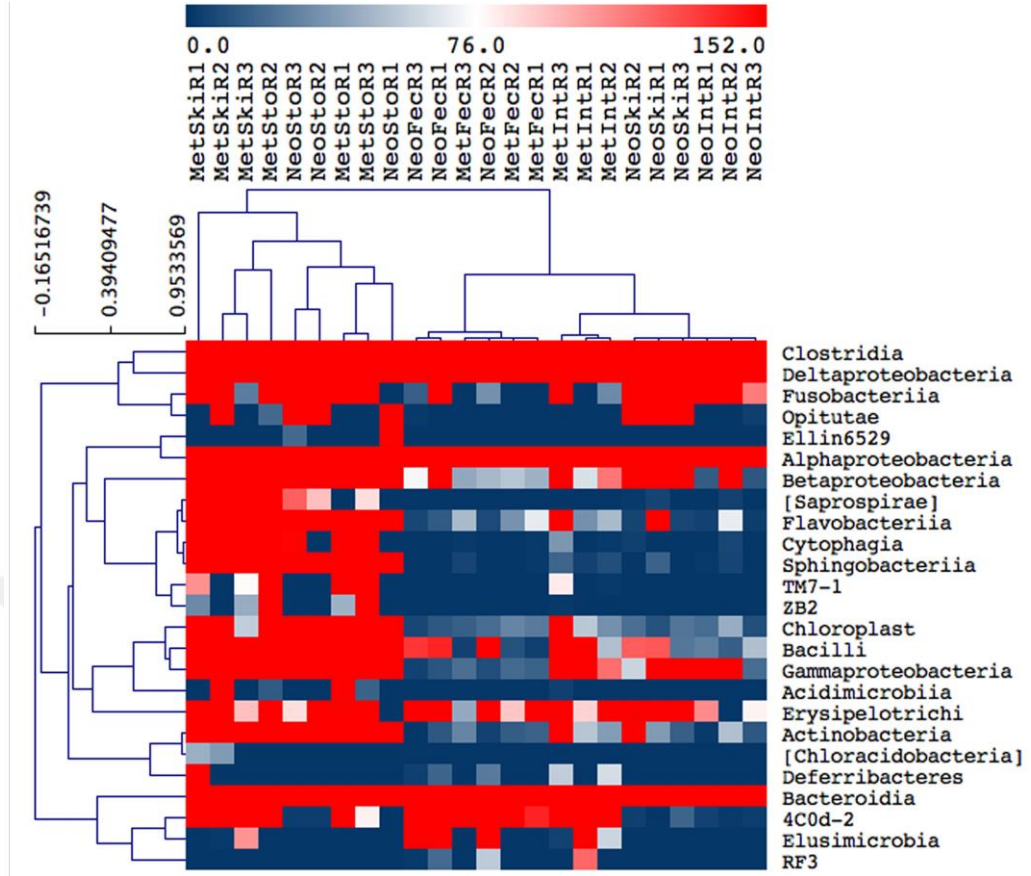 0.0 76.0 152.0
MetSkiR1
MetSkiR2
MetSkiR3
MetStoR2
NeoStoR3
NeoStoR2
MetStoR1
MetStoR3
NeoStoR1
NeoFecR3
NeoFecR1
MetFecR3
NeoFecR2
MetFecR2
MetFecR1
MetIntR3
MetIntR1
MetIntR2
NeoSkiR2
NeoSkiR1
NeoSkiR3
NeoIntR1
NeoIntR2
NeoIntR3
-0.16516739
0.39409477
0.9533569
Clostridia
Deltaproteobacteria
Fusobacteriia
Opitutae
Ellin6529
Alphaproteobacteria
Betaproteobacteria
[Saprospirae]
Flavobacteriia
Cytophagia
Sphingobacteriia
TM7-1
ZB2
Chloroplast
Bacilli
Gammaproteobacteria
Acidimicrobiia
Erysipelotrichi
Actinobacteria
[Chloracidobacteria]
Deferribacteres
Bacteroidia
4C0d-2
Elusimicrobia
RF3